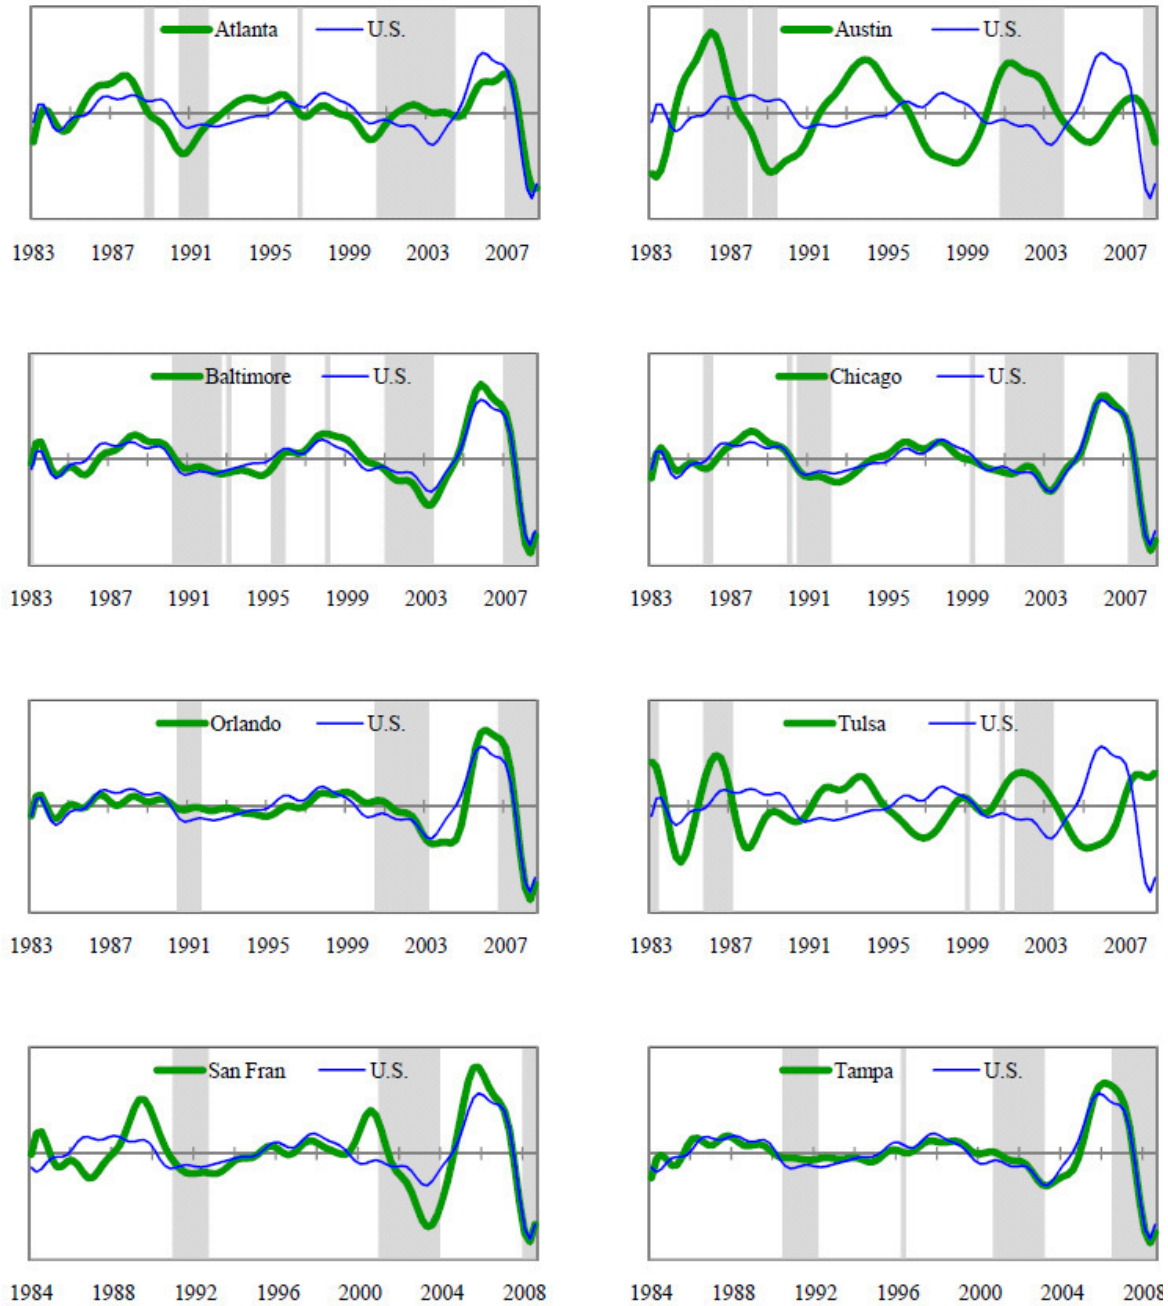 Atlanta U.S. Austin U.S.
1983 1987 1991 1995 1999 2003 2007 1983 1987 1991 1995 1999 2003 2007
Baltimore U.S. Chicago U.S.
1983 1987 1991 1995 1999 2003 2007 1983 1987 1991 1995 1999 2003 2007
Orlando U.S. Tulsa U.S.
1983 1987 1991 1995 1999 2003 2007 1983 1987 1991 1995 1999 2003 2007
San Fran U.S. Tampa U.S.
1984 1988 1992 1996 2000 2004 2008 1984 1988 1992 1996 2000 2004 2008